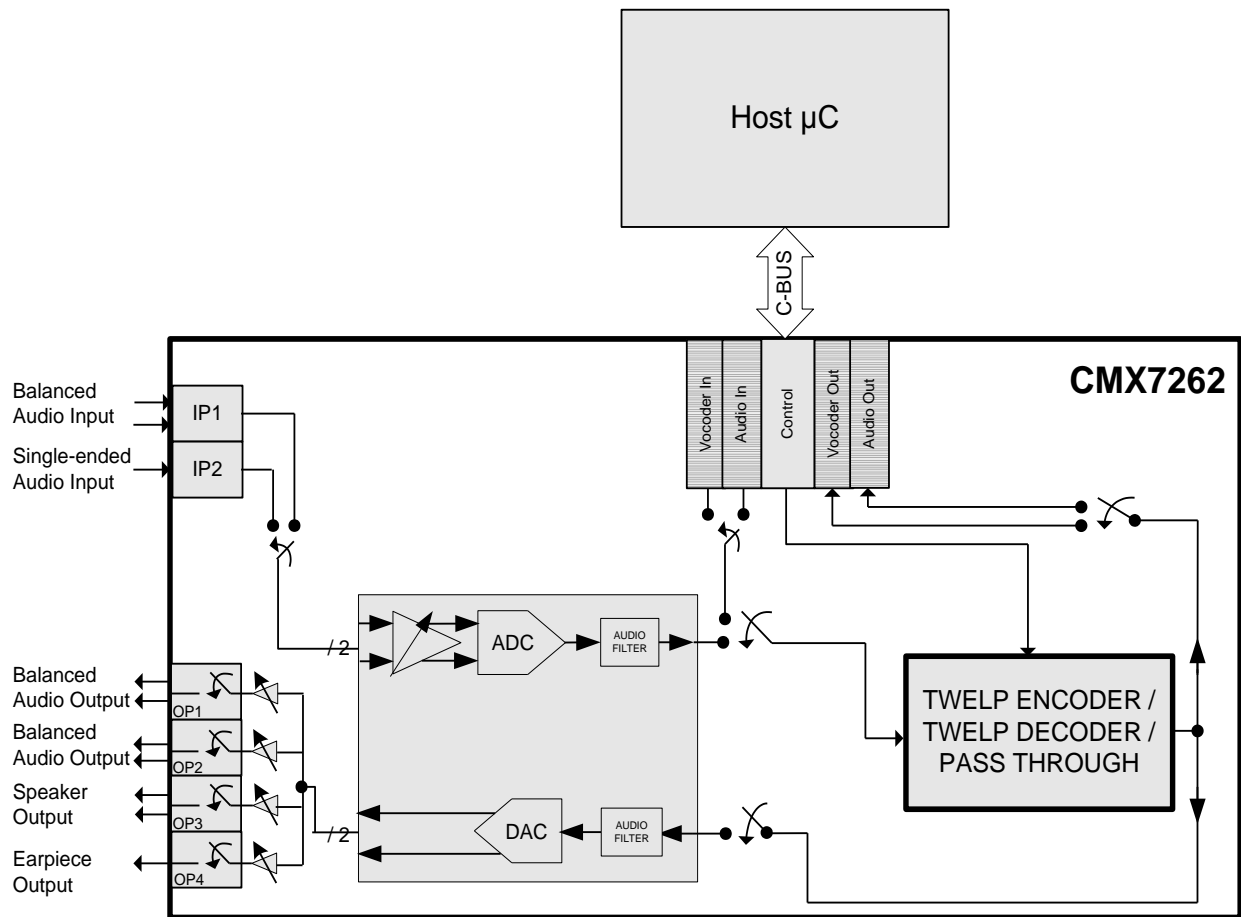 Host µC
C-BUS
CMX7262
Vocoder In
Audio In
Control
Vocoder Out
Audio Out
Balanced
Audio Input
IP1
Single-ended
Audio Input
IP2
/ 2
ADC
AUDIO
FILTER
TWELP ENCODER /
TWELP DECODER /
PASS THROUGH
Balanced
Audio Output
OP1
Balanced
Audio Output
OP2
Speaker
Output
OP3
Earpiece
Output
OP4
/ 2
DAC
AUDIO
FILTER